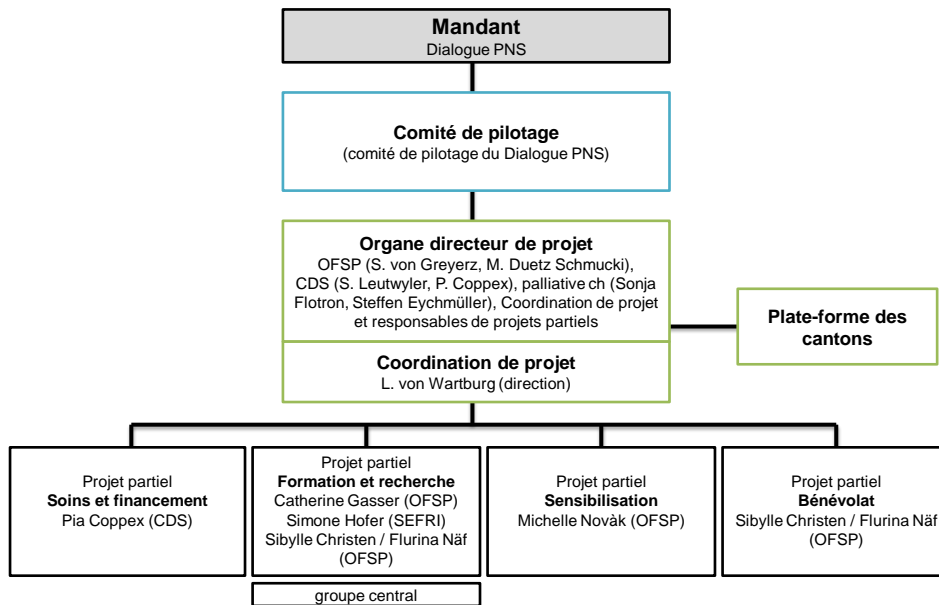 Mandant
Dialogue PNS
Comité de pilotage
(comité de pilotage du Dialogue PNS)
Organe directeur de projet
OFSP (S. von Greyerz, M. Duetz Schmucki),
CDS (S. Leutwyler, P. Coppex), palliative ch (Sonja
Flotron, Steffen Eychmüller), Coordination de projet
et responsables de projets partiels
Plate-forme des
cantons
Coordination de projet
L. von Wartburg (direction)
Projet partiel
Soins et financement
Pia Coppex (CDS)
Projet partiel
Formation et recherche
Catherine Gasser (OFSP)
Simone Hofer (SEFRI)
Sibylle Christen / Flurina Näf
(OFSP)
Projet partiel
Sensibilisation
Michelle Novàk (OFSP)
Projet partiel
Bénévolat
Sibylle Christen / Flurina Näf
(OFSP)
groupe central